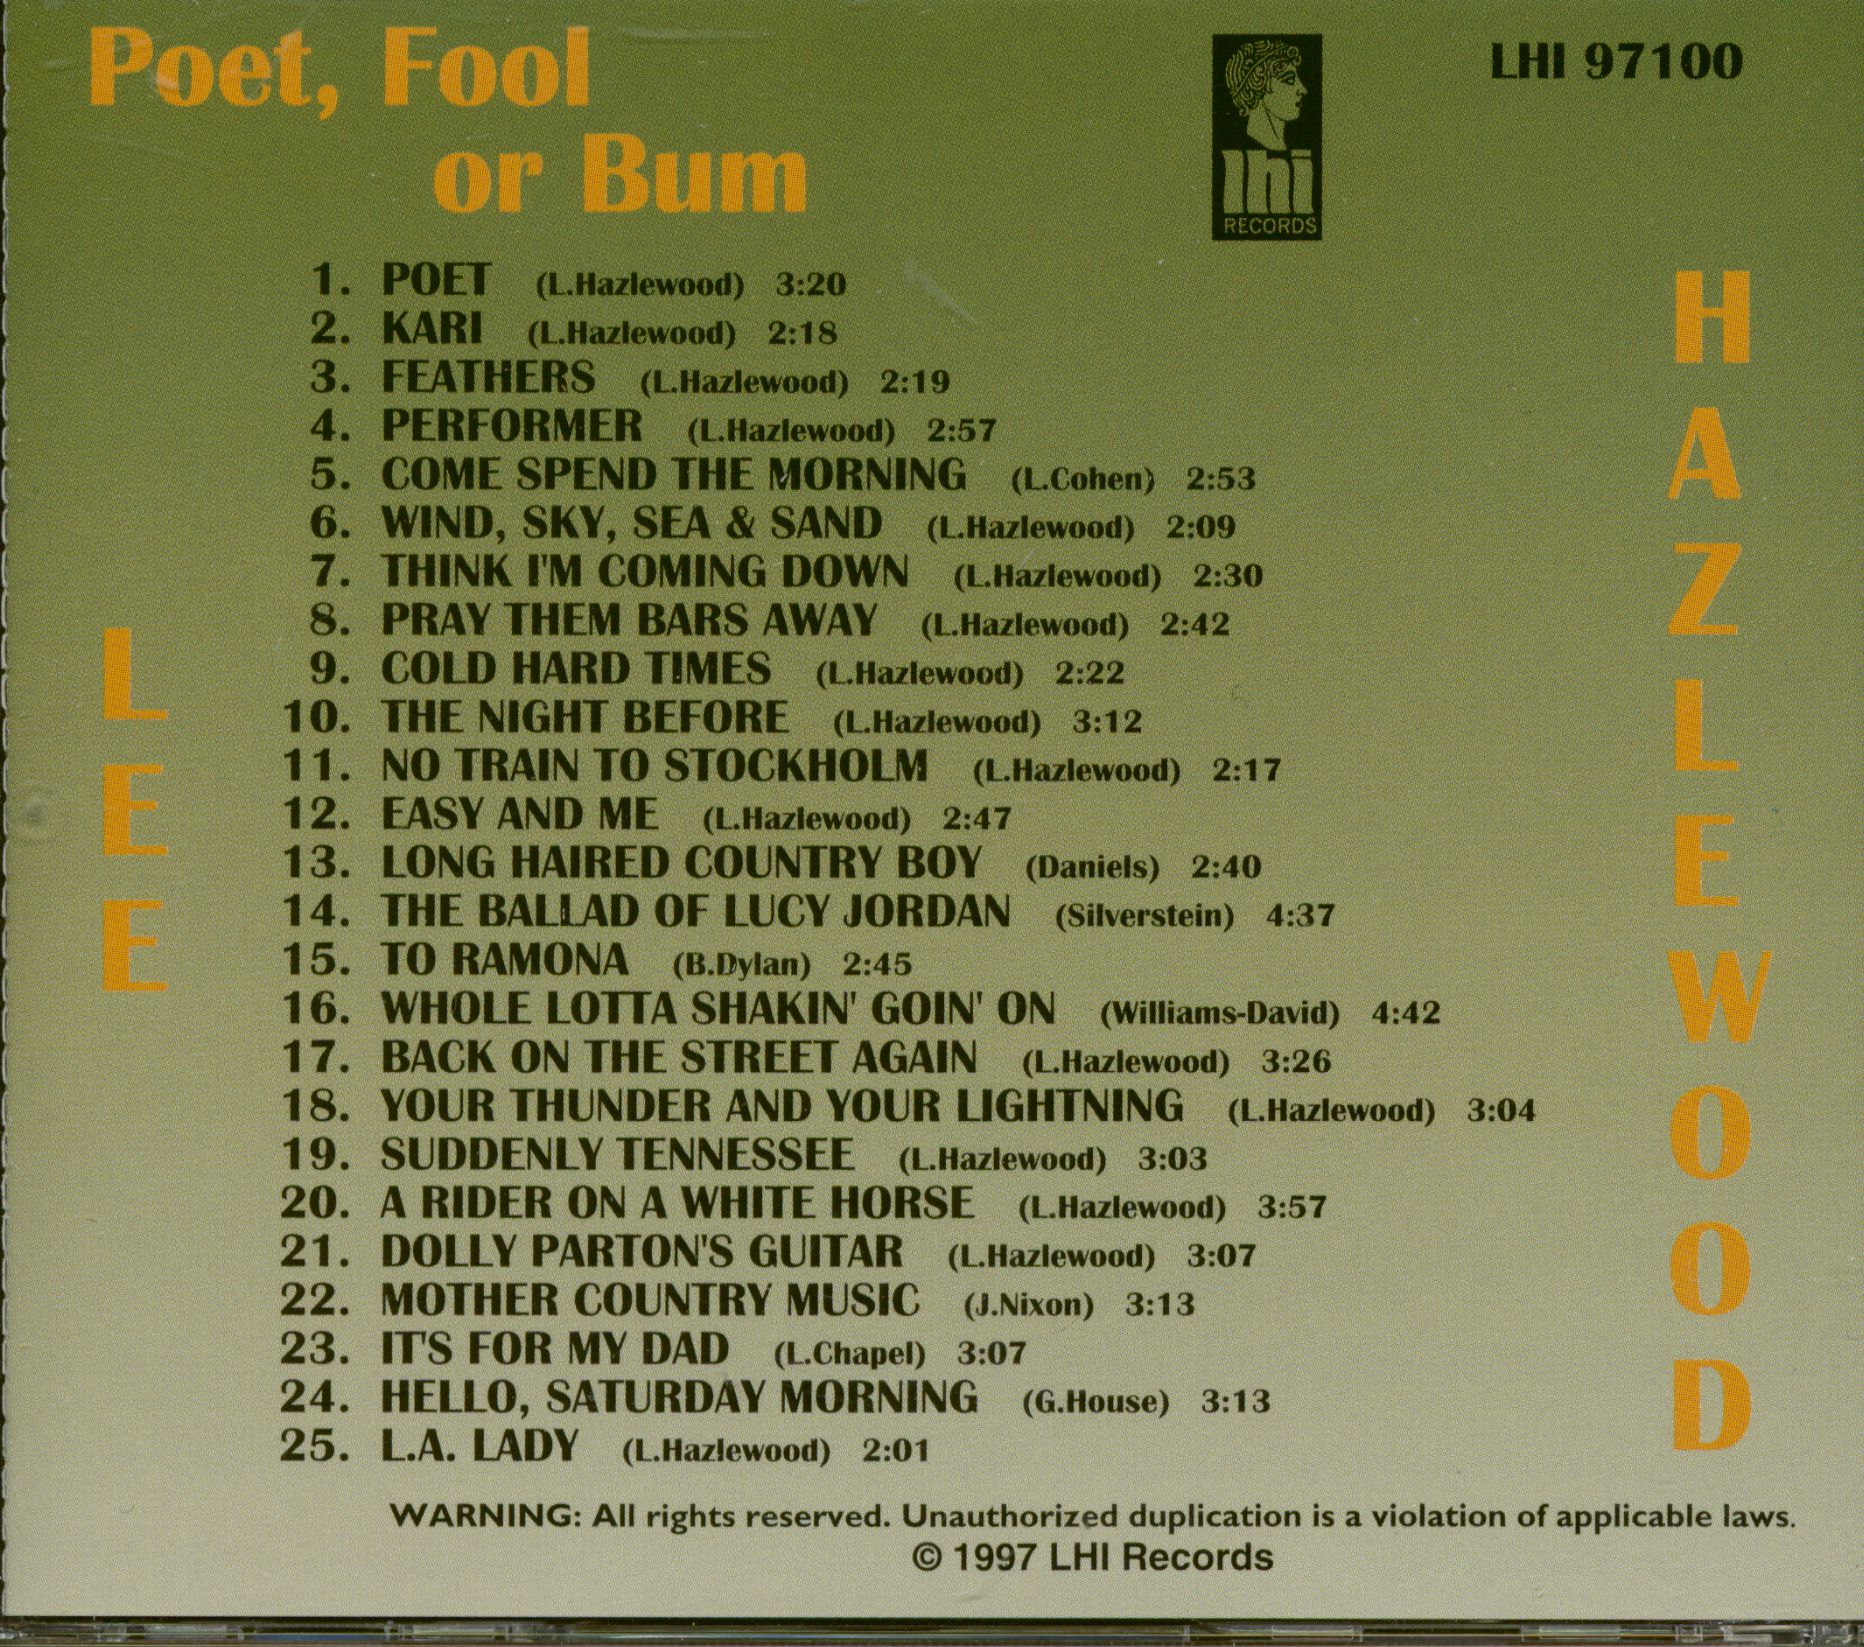 Poet, Fool
or Bum
lhi
RECORDS
LHI 97100
1. POET (L.Hazlewood) 3:20
2. KARI (L.Hazlewood) 2:18
3. FEATHERS (L.Hazlewood) 2:19
4. PERFORMER (L.Hazlewood) 2:57
5. COME SPEND THE MORNING (L.Cohen) 2:53
6. WIND, SKY, SEA & SAND (L.Hazlewood) 2:09
7. THINK I'M COMING DOWN (L.Hazlewood) 2:30
8. PRAY THEM BARS AWAY (L.Hazlewood) 2:42
9. COLD HARD TIMES (L.Hazlewood) 2:22
10. THE NIGHT BEFORE (L.Hazlewood) 3:12
11. NO TRAIN TO STOCKHOLM (L.Hazlewood) 2:17
12. EASY AND ME (L.Hazlewood) 2:47
13. LONG HAIRED COUNTRY BOY (Daniels) 2:40
14. THE BALLAD OF LUCY JORDAN (Silverstein) 4:37
15. TO RAMONA (B.Dylan) 2:45
16. WHOLE LOTTA SHAKIN' GOIN' ON (Williams-David) 4:42
17. BACK ON THE STREET AGAIN (L.Hazlewood) 3:26
18. YOUR THUNDER AND YOUR LIGHTNING (L.Hazlewood) 3:04
19. SUDDENLY TENNESSEE (L.Hazlewood) 3:03
20. A RIDER ON A WHITE HORSE (L.Hazlewood) 3:57
21. DOLLY PARTON'S GUITAR (L.Hazlewood) 3:07
22. MOTHER COUNTRY MUSIC (J.Nixon) 3:13
23. IT'S FOR MY DAD (L.Chapel) 3:07
24. HELLO, SATURDAY MORNING (G.House) 3:13
25. L.A. LADY (L.Hazlewood) 2:01
LEE
HAZLEWOOD
WARNING: All rights reserved. Unauthorized duplication is a violation of applicable laws.
© 1997 LHI Records